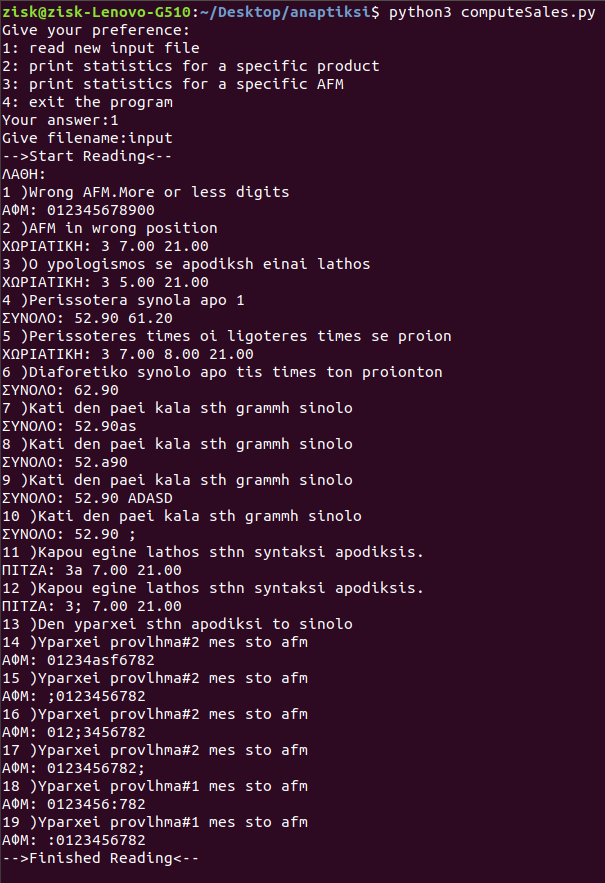 zisk@zisk-Lenovo-G510:~/Desktop/anaptiksi$ python3 computeSales.py
Give your preference:
1: read new input file
2: print statistics for a specific product
3: print statistics for a specific AFM
4: exit the program
Your answer:1
Give filename:input
-->Start Reading<--
ΛΑΘΗ:
1 )Wrong AFM.More or less digits
ΑΦΜ: 012345678900
2 )AFM in wrong position
ΧΩΡΙΑΤΙΚΗ: 3 7.00 21.00
3 )O ypologismos se apodiksh einai lathos
ΧΩΡΙΑΤΙΚΗ: 3 5.00 21.00
4 )Perissotera synola apo 1
ΣΥΝΟΛΟ: 52.90 61.20
5 )Perissoteres times oi ligoteres times se proion
ΧΩΡΙΑΤΙΚΗ: 3 7.00 8.00 21.00
6 )Diaforetiko synolo apo tis times ton proionton
ΣΥΝΟΛΟ: 62.90
7 )Kati den paei kala sth grammh sinolo
ΣΥΝΟΛΟ: 52.90as
8 )Kati den paei kala sth grammh sinolo
ΣΥΝΟΛΟ: 52.a90
9 )Kati den paei kala sth grammh sinolo
ΣΥΝΟΛΟ: 52.90 ADASD
10 )Kati den paei kala sth grammh sinolo
ΣΥΝΟΛΟ: 52.90 ;
11 )Kapou egine lathos sthn syntaksi apodiksis.
ΠΙΤΖΑ: 3a 7.00 21.00
12 )Kapou egine lathos sthn syntaksi apodiksis.
ΠΙΤΖΑ: 3; 7.00 21.00
13 )Den yparxei sthn apodiksi to sinolo
14 )Yparxei provlhma#2 mes sto afm
ΑΦΜ: 01234asf6782
15 )Yparxei provlhma#2 mes sto afm
ΑΦΜ: ;0123456782
16 )Yparxei provlhma#2 mes sto afm
ΑΦΜ: 012;3456782
17 )Yparxei provlhma#2 mes sto afm
ΑΦΜ: 0123456782;
18 )Yparxei provlhma#1 mes sto afm
ΑΦΜ: 0123456:782
19 )Yparxei provlhma#1 mes sto afm
ΑΦΜ: :0123456782
-->Finished Reading<--